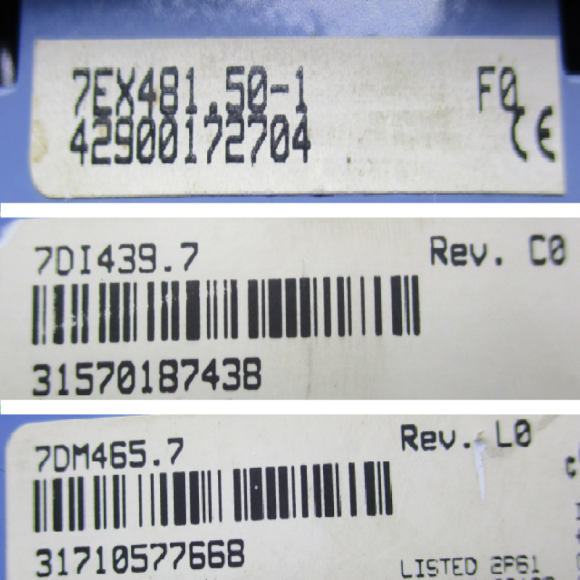 7EX481.50-1 F0
42900172704 CE
7DI439.7 Rev. C0
31570187438
7DM465.7 Rev. L0
31710577668
LISTED 2P61